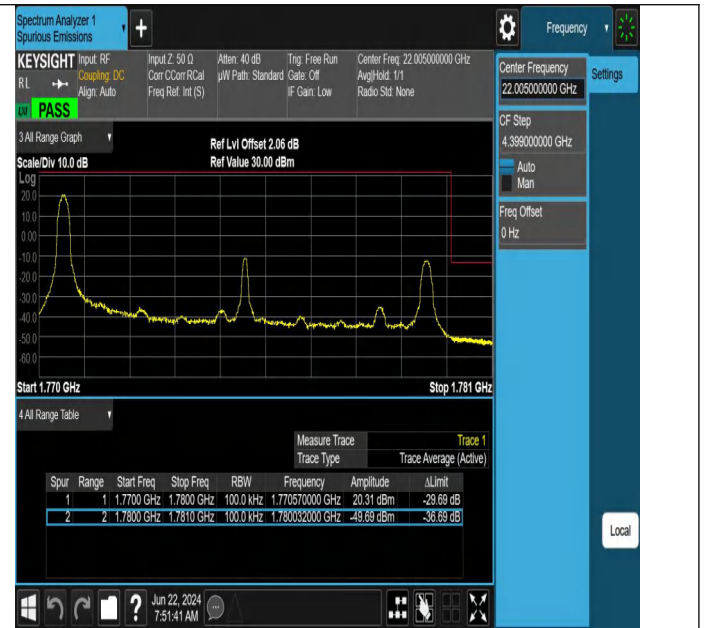 Spectrum Analyzer 1
Spurious Emissions
Frequency
KEYSIGHT Input: RF Input Z: 50 Ω Atten: 40 dB Trig: Free Run Center Freq: 22.005000000 GHz
RL Coupling: DC Corr CCorr RCal µW Path: Standard Gate: Off Avg|Hold: 1/1
Align: Auto Freq Ref: Int (S) IF Gain: Low Radio Std: None
PASS
Center Frequency
22.005000000 GHz
Settings
CF Step
4.399000000 GHz
Auto
Man
Freq Offset
0 Hz
3 All Range Graph
Ref Lvl Offset 2.06 dB
Scale/Div 10.0 dB Ref Value 30.00 dBm
Log
20.0
10.0
0.00
-10.0
-20.0
-30.0
-40.0
-50.0
-60.0
Start 1.770 GHz Stop 1.781 GHz
4 All Range Table
Measure Trace Trace 1
Trace Type Trace Average (Active)
Spur Range Start Freq Stop Freq RBW Frequency Amplitude ΔLimit
1 1 1.7700 GHz 1.7800 GHz 100.0 kHz 1.770570000 GHz 20.31 dBm -29.69 dB
2 2 1.7800 GHz 1.7810 GHz 100.0 kHz 1.780032000 GHz -49.69 dBm -36.69 dB
Local
Jun 22, 2024
7:51:41 AM